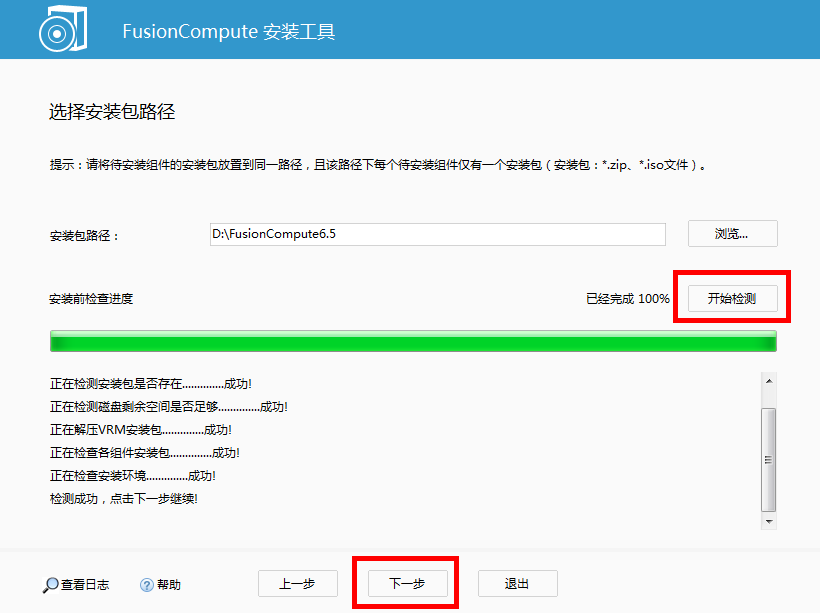 FusionCompute 安装工具
选择安装包路径
提示：请将待安装组件的安装包放置到同一路径，且该路径下每个待安装组件仅有一个安装包（安装包：*.zip、*.iso文件）。
安装包路径： D:\FusionCompute6.5 浏览...
安装前检查进度 已经完成 100% 开始检测
正在检测安装包是否存在..............成功!
正在检测磁盘剩余空间是否足够..............成功!
正在解压VRM安装包..............成功!
正在检查各组件安装包..............成功!
正在检查安装环境..............成功!
检测成功，点击下一步继续!
查看日志 ? 帮助 上一步 下一步 退出